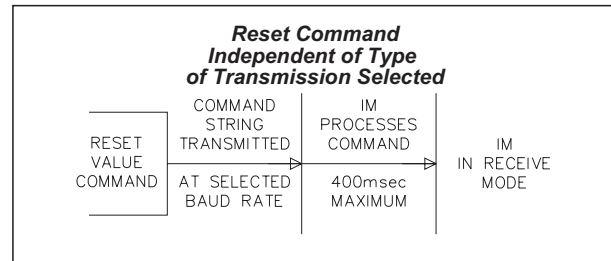 Reset Command
Independent of Type
of Transmission Selected
RESET
VALUE
COMMAND
COMMAND
STRING
TRANSMITTED
AT SELECTED
BAUD RATE
IM
PROCESSES
COMMAND
400msec
MAXIMUM
IM
IN RECEIVE
MODE